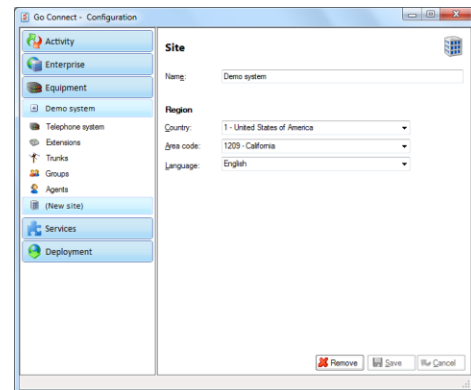 Go Connect - Configuration
Activity
Enterprise
Equipment
Demo system
Telephone system
Extensions
Trunks
Groups
Agents
(New site)
Services
Deployment
Site
Name: Demo system
Region
Country: 1 - United States of America
Area code: 1209 - California
Language: English
Remove Save Cancel